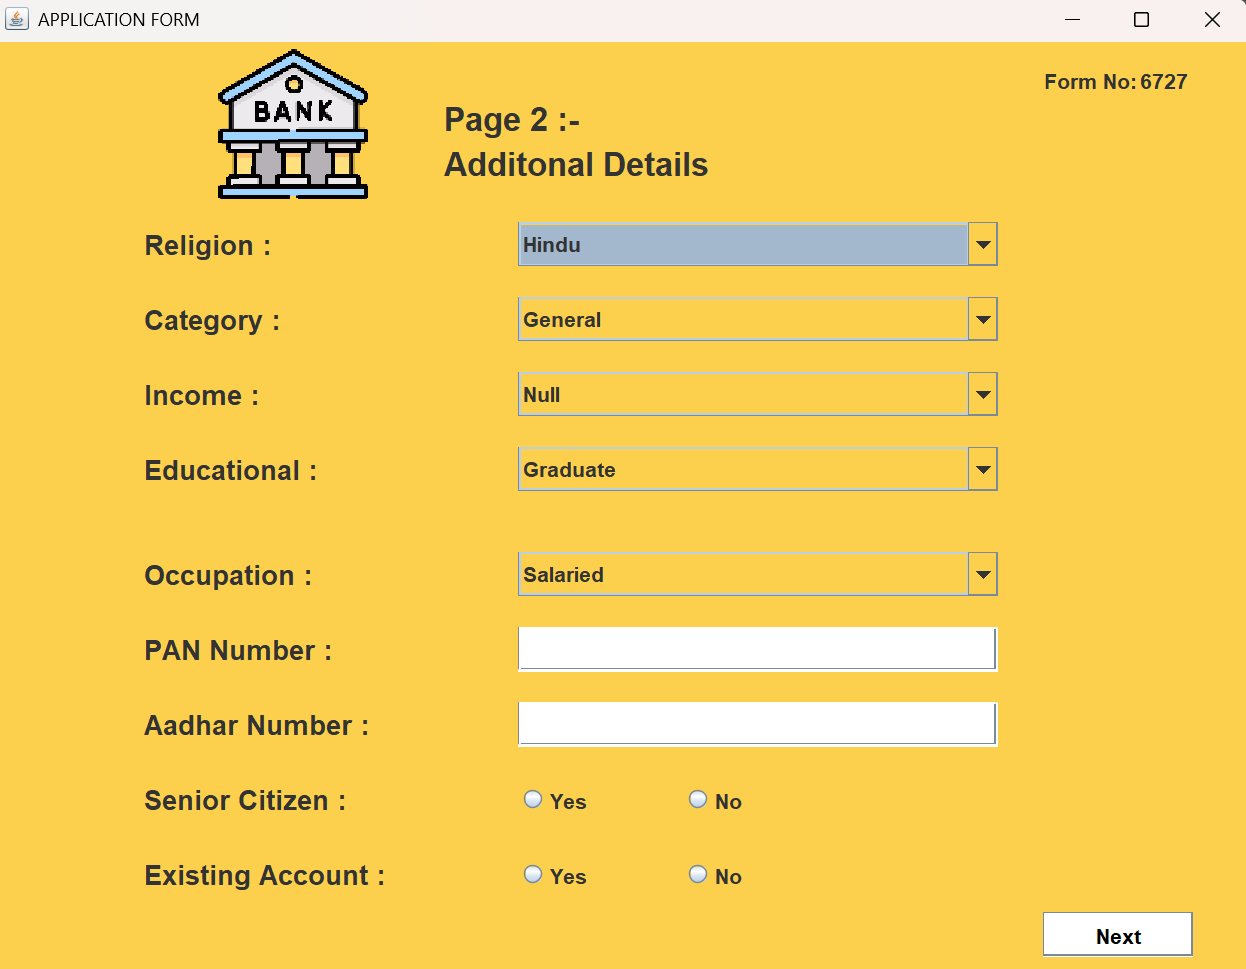 APPLICATION FORM
BANK
Form No: 6727
Page 2 :-
Additonal Details
Religion : Hindu
Category : General
Income : Null
Educational : Graduate
Occupation : Salaried
PAN Number :
Aadhar Number :
Senior Citizen : Yes No
Existing Account : Yes No
Next